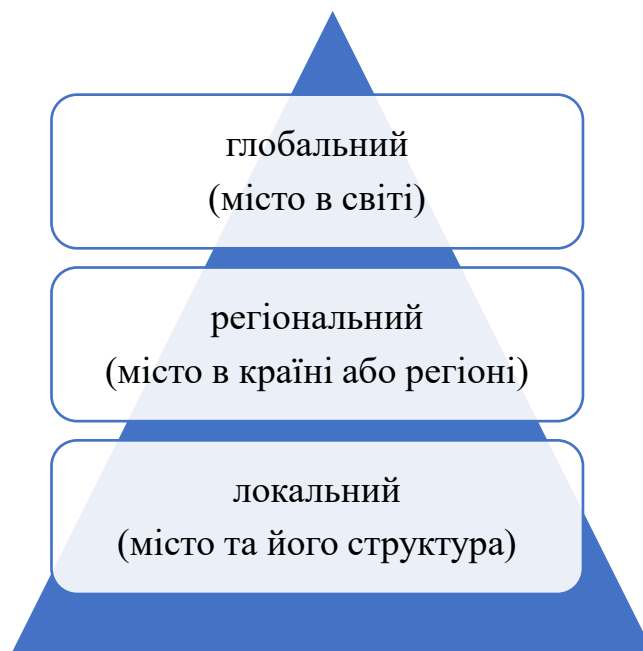 глобальний
(місто в світі)
регіональний
(місто в країні або регіоні)
локальний
(місто та його структура)